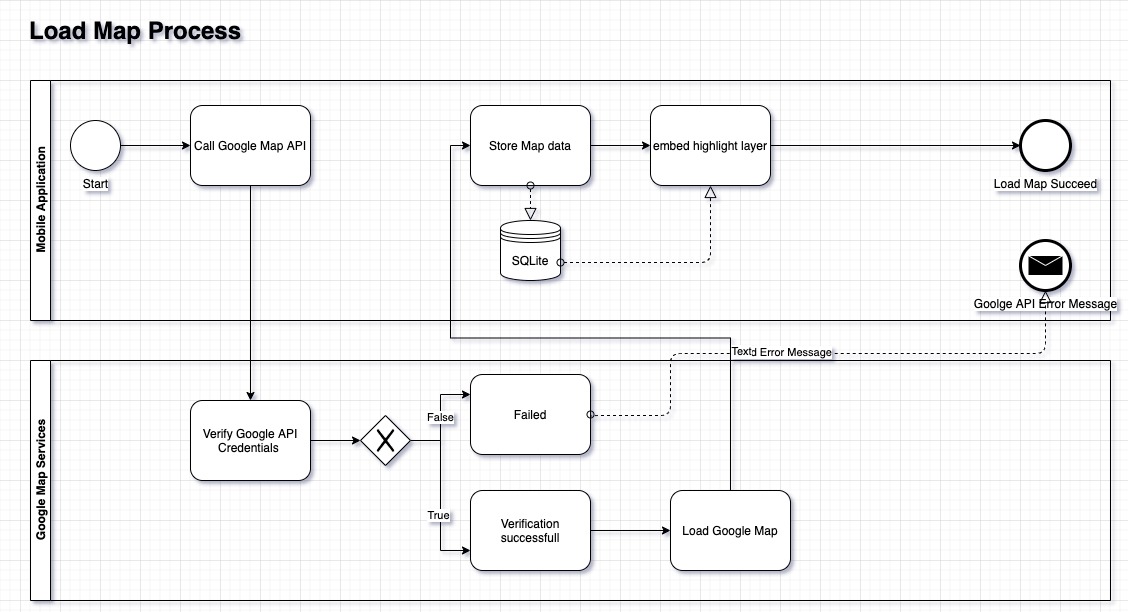 Load Map Process
Mobile Application
Start
Call Google Map API
Store Map data
embed highlight layer
Load Map Succeed
SQLite
Goolge API Error Message
Text
Error Message
Google Map Services
Verify Google API
Credentials
False
True
Failed
Verification
successfull
Load Google Map